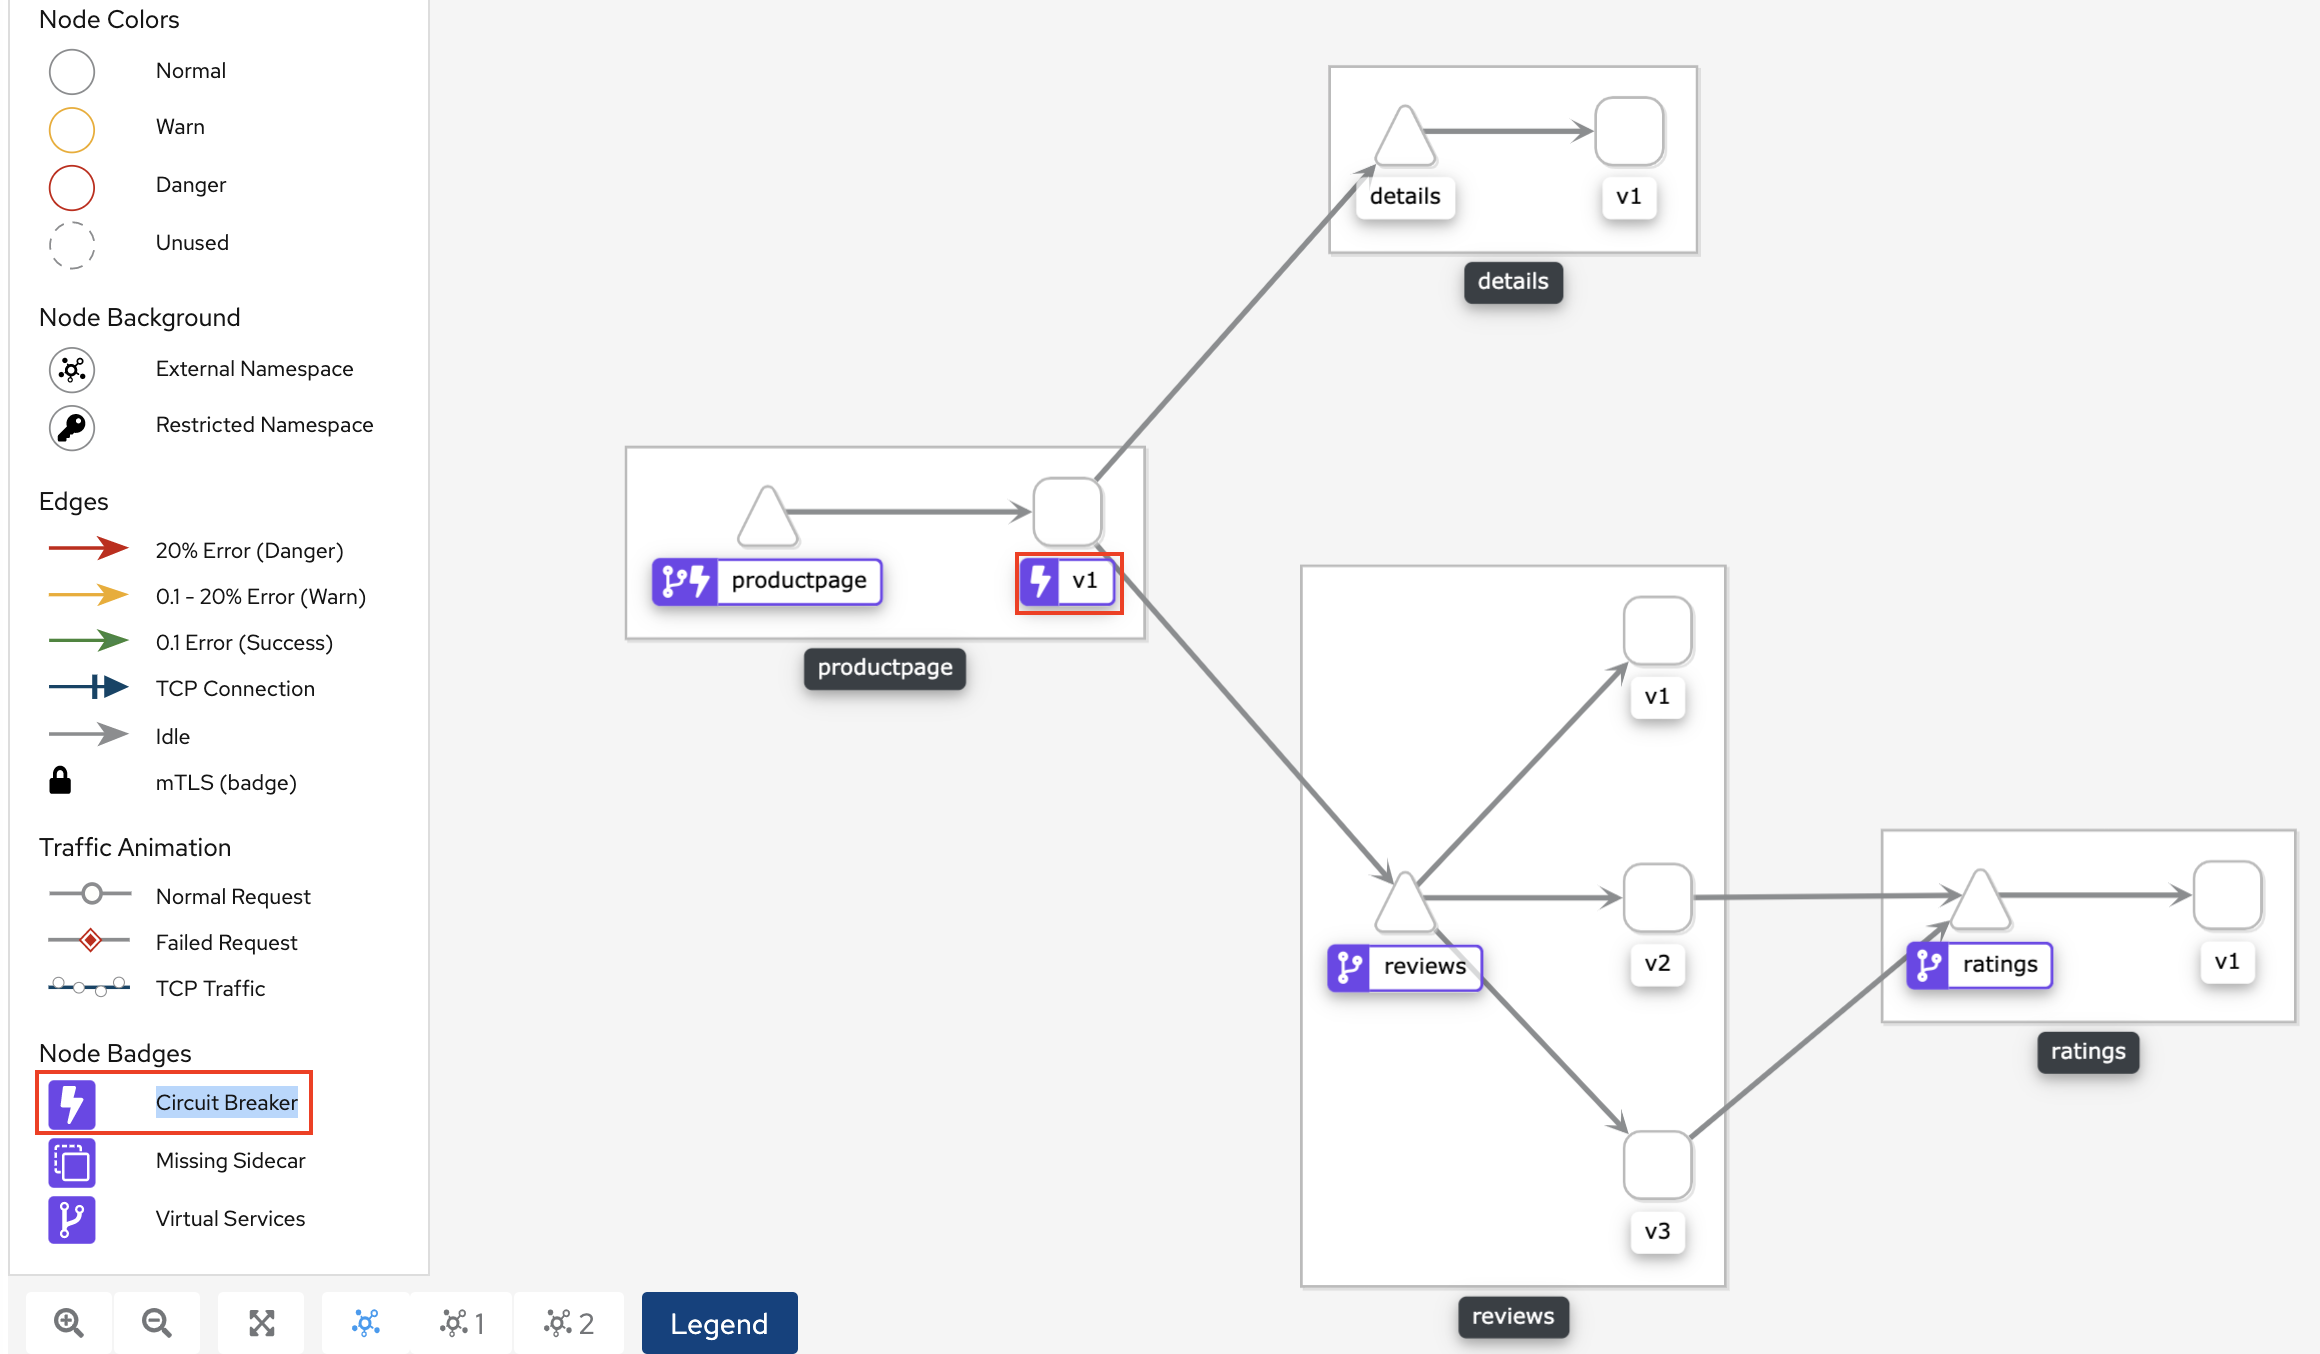 Node Colors
Normal
Warn
Danger
Unused
Node Background
External Namespace
Restricted Namespace
Edges
20% Error (Danger)
0.1 - 20% Error (Warn)
0.1 Error (Success)
TCP Connection
Idle
mTLS (badge)
Traffic Animation
Normal Request
Failed Request
TCP Traffic
Node Badges
Circuit Breaker
Missing Sidecar
Virtual Services
1
2
Legend
details
v1
details
productpage
v1
productpage
v1
reviews
v2
v3
reviews
ratings
v1
ratings